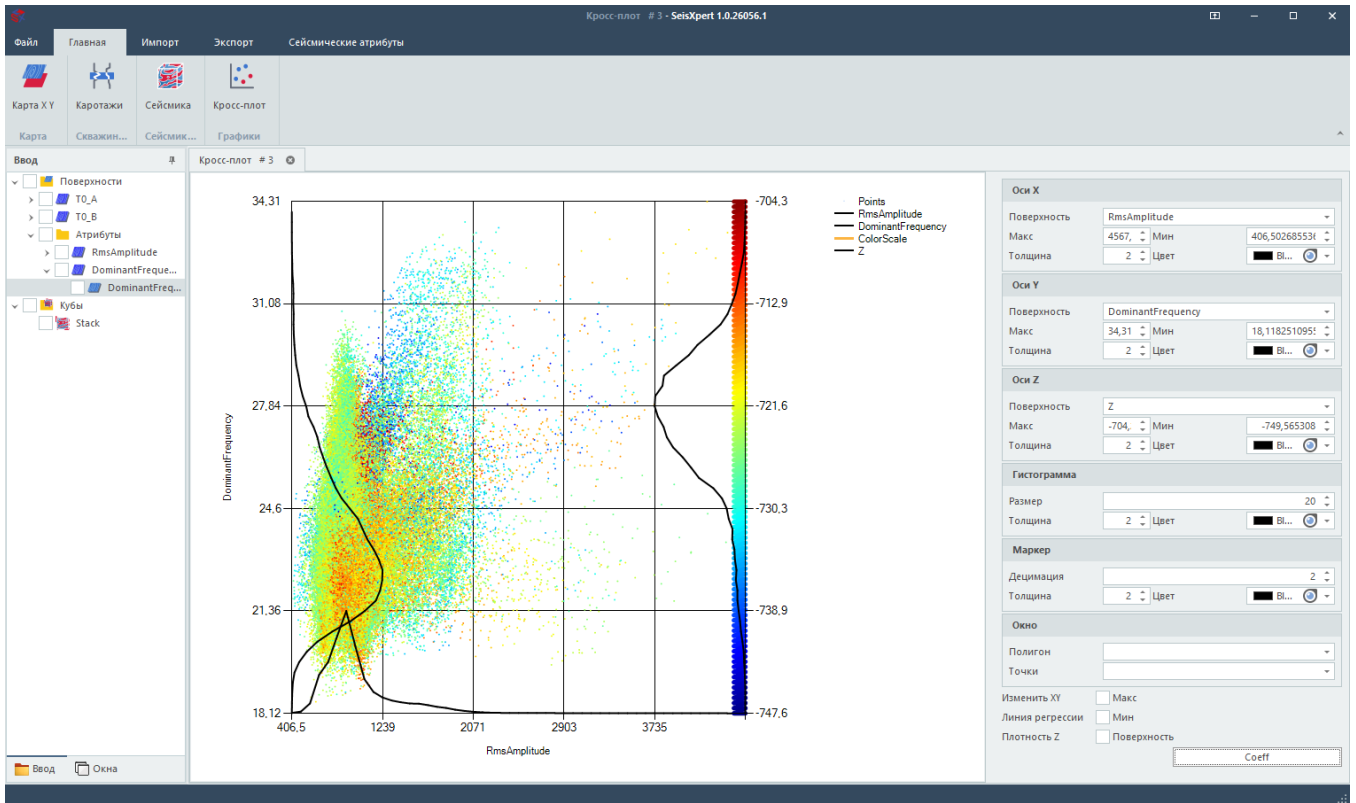 Кросс-плот # 3 - SeisXpert 1.0.26056.1
Файл Главная Импорт Экспорт Сейсмические атрибуты
Карта X Y Каротажи Сейсмика Кросс-плот
Карта Скважин... Сейсмик... Графики
Ввод
Кросс-плот # 3
Поверхности
T0_A
T0_B
Атрибуты
RmsAmplitude
DominantFreque...
DominantFreq...
Кубы
Stack
Ввод Окна
34.31
31.08
27.84
24.6
21.36
18.12
DominantFrequency
406.5 1239 2071 2903 3735
RmsAmplitude
-704.3
-712.9
-721.6
-730.3
-738.9
-747.6
Points
RmsAmplitude
DominantFrequency
ColorScale
Z
Оси X
Поверхность RmsAmplitude
Макс 4567, Мин 406,50268553
Толщина 2 Цвет Bl...
Оси Y
Поверхность DominantFrequency
Макс 34,31 Мин 18,118251095
Толщина 2 Цвет Bl...
Оси Z
Поверхность Z
Макс -704, Мин -749,565308
Толщина 2 Цвет Bl...
Гистограмма
Размер 20
Толщина 2 Цвет Bl...
Маркер
Децимация 2
Толщина 2 Цвет Bl...
Окно
Полигон
Точки
Изменить XY Макс
Линия регрессии Мин
Плотность Z Поверхность
Coeff